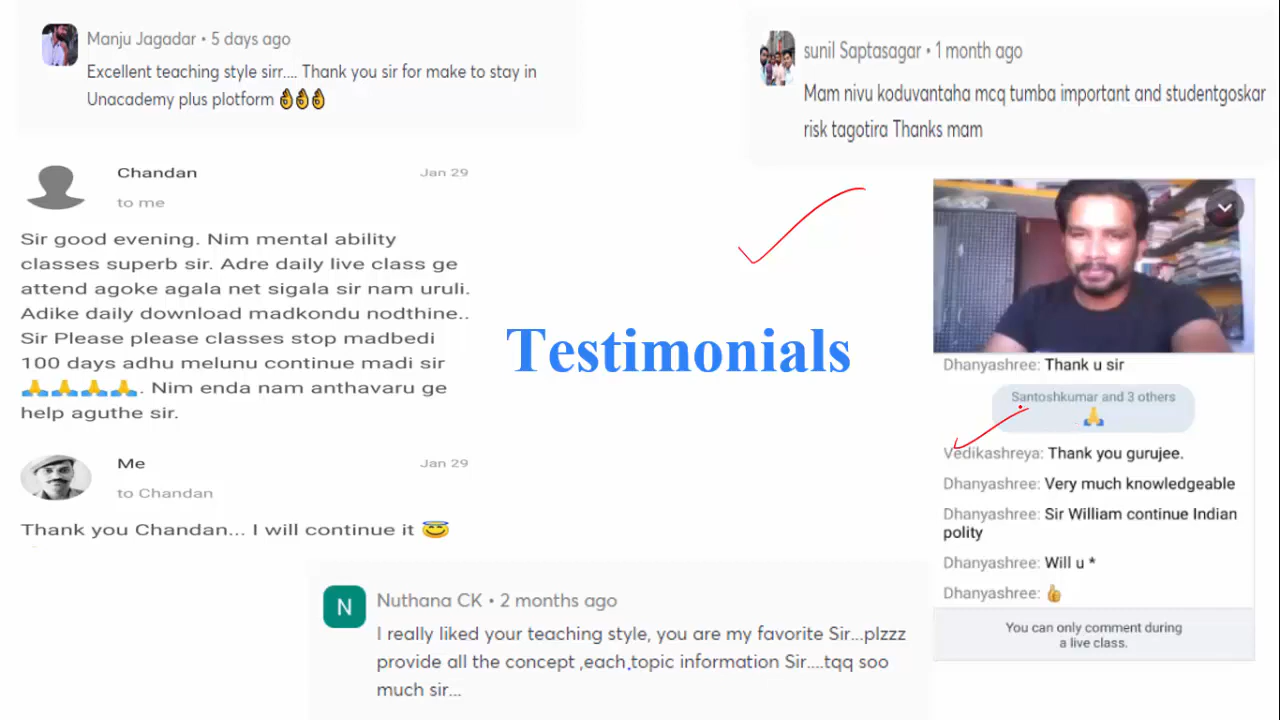 Manju Jagadar • 5 days ago
Excellent teaching style sirr.... Thank you sir for make to stay in
Unacademy plus plotform 👌👌👌
sunil Saptasagar • 1 month ago
Mam nivu koduvantaha mcq tumba important and studentgoskar
risk tagotira Thanks mam
Chandan
Jan 29
to me
Sir good evening. Nim mental ability
classes superb sir. Adre daily live class ge
attend agoke agala net sigala sir nam uruli.
Adike daily download madkondu nodthine..
Sir Please please classes stop madbedi
100 days adhu melunu continue madi sir
🙏🙏🙏🙏. Nim enda nam anthavaru ge
help aguthe sir.
Me
Jan 29
to Chandan
Thank you Chandan... I will continue it 😇
Testimonials
Dhanyashree: Thank u sir
Santoshkumar and 3 others
🙏
Vedikashreya: Thank you gurujee.
Dhanyashree: Very much knowledgeable
Dhanyashree: Sir William continue Indian
polity
Dhanyashree: Will u *
Dhanyashree: 👍
You can only comment during
a live class.
N
Nuthana CK • 2 months ago
I really liked your teaching style, you are my favorite Sir...plzzz
provide all the concept ,each,topic information Sir....tqq soo
much sir...